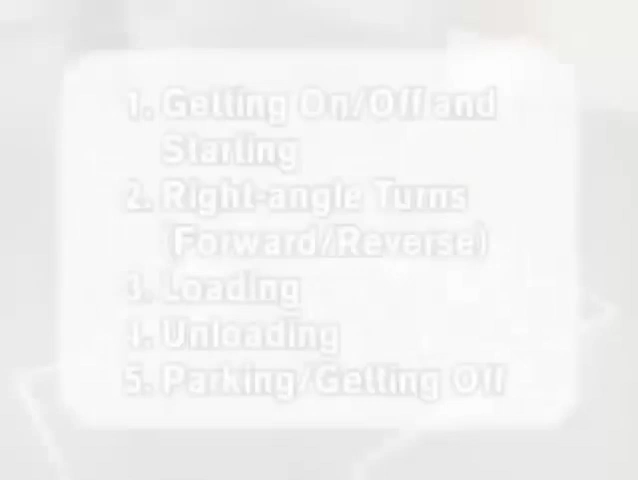 1. Getting On/Off and
Starting
2. Right-angle Turns
(Forward/Reverse)
3. Loading
4. Unloading
5. Parking/Getting Off